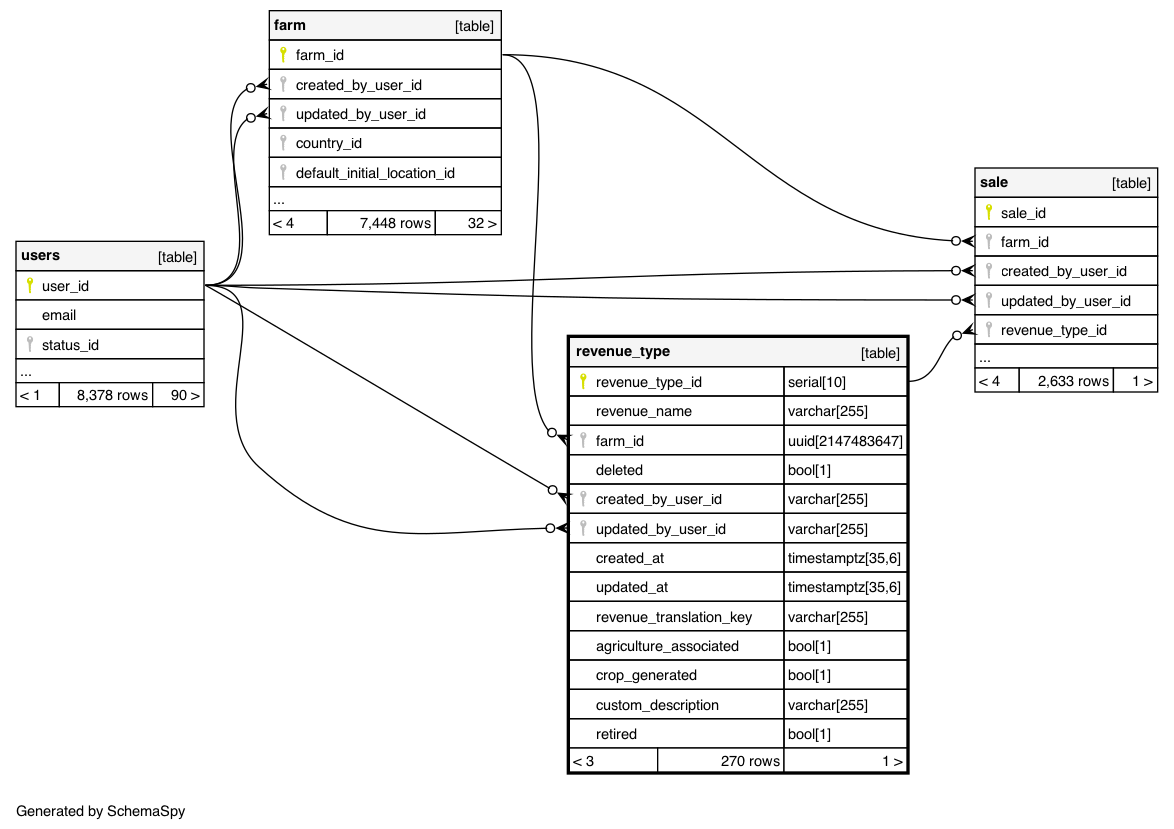 farm [table]
farm_id
created_by_user_id
updated_by_user_id
country_id
default_initial_location_id
...
< 4 7,448 rows 32 >
users [table]
user_id
email
status_id
...
< 1 8,378 rows 90 >
sale [table]
sale_id
farm_id
created_by_user_id
updated_by_user_id
revenue_type_id
...
< 4 2,633 rows 1 >
revenue_type [table]
revenue_type_id serial[10]
revenue_name varchar[255]
farm_id uuid[2147483647]
deleted bool[1]
created_by_user_id varchar[255]
updated_by_user_id varchar[255]
created_at timestamptz[35,6]
updated_at timestamptz[35,6]
revenue_translation_key varchar[255]
agriculture_associated bool[1]
crop_generated bool[1]
custom_description varchar[255]
retired bool[1]
< 3 270 rows 1 >
Generated by SchemaSpy